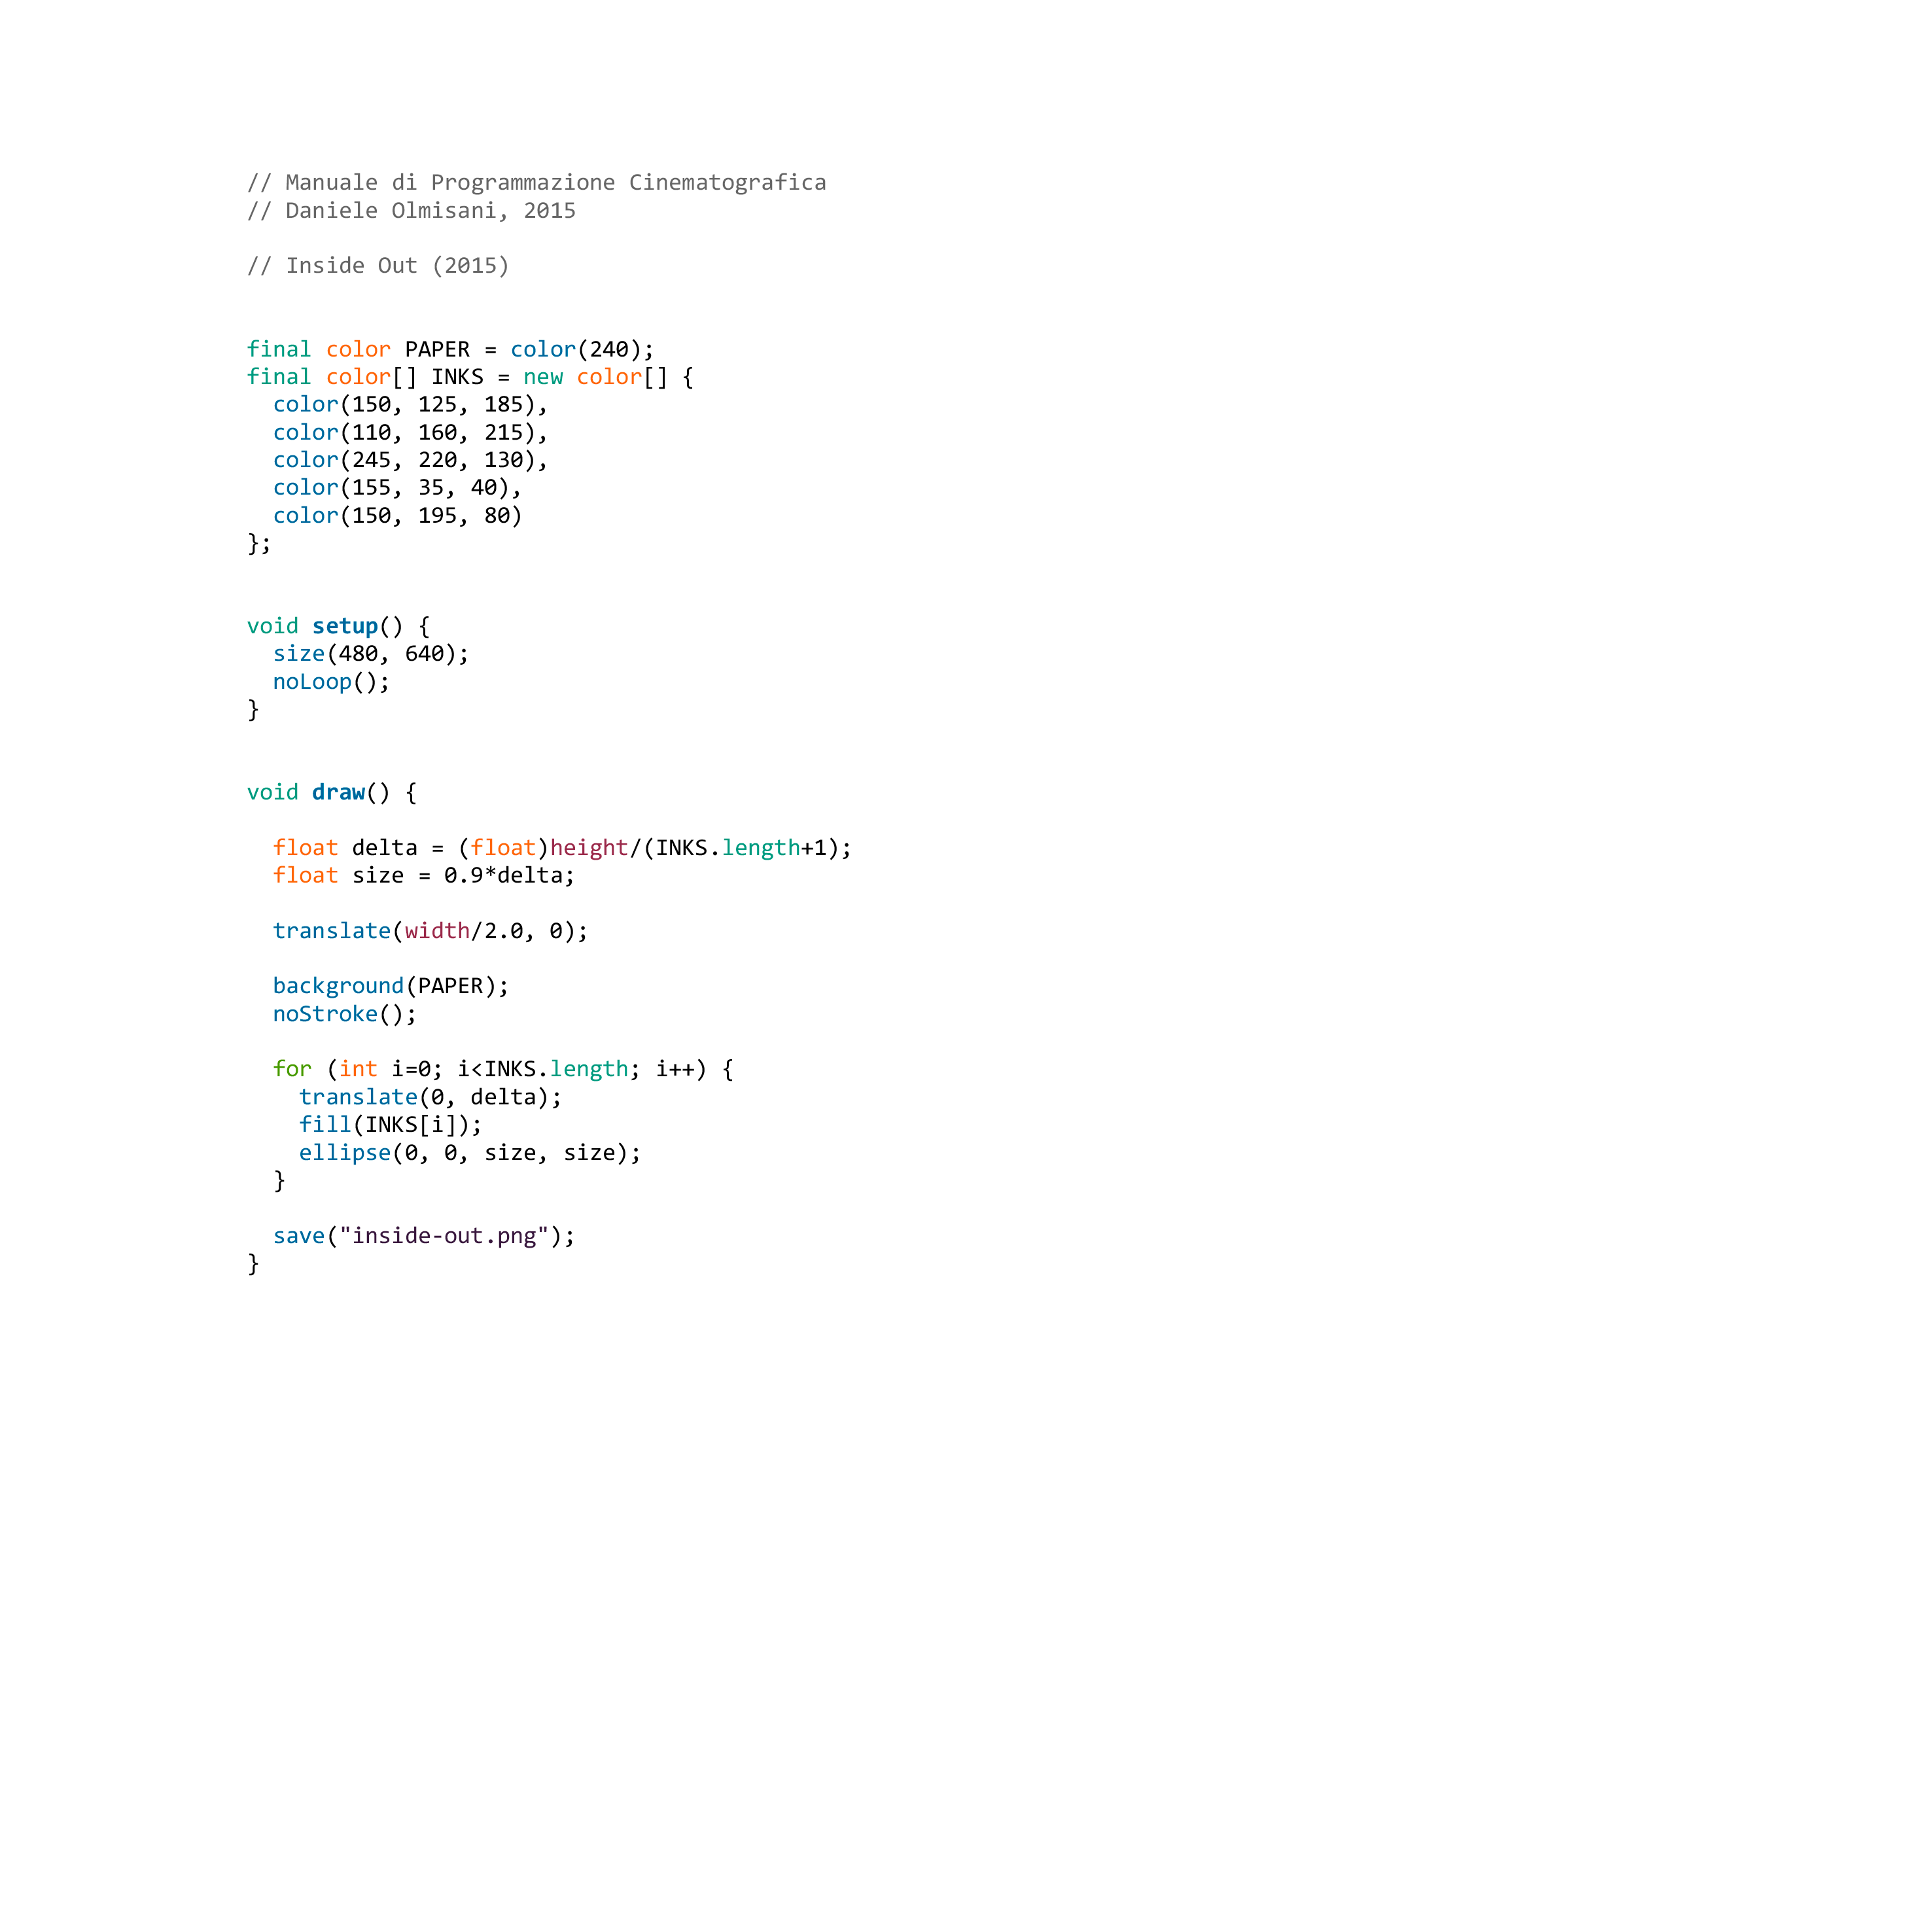 // Manuale di Programmazione Cinematografica
// Daniele Olmisani, 2015
// Inside Out (2015)
final color PAPER = color(240);
final color[] INKS = new color[] {
  color(150, 125, 185),
  color(110, 160, 215),
  color(245, 220, 130),
  color(155, 35, 40),
  color(150, 195, 80)
};
void setup() {
  size(480, 640);
  noLoop();
}
void draw() {
  float delta = (float)height/(INKS.length+1);
  float size = 0.9*delta;
  translate(width/2.0, 0);
  background(PAPER);
  noStroke();
  for (int i=0; i<INKS.length; i++) {
    translate(0, delta);
    fill(INKS[i]);
    ellipse(0, 0, size, size);
  }
  save("inside-out.png");
}